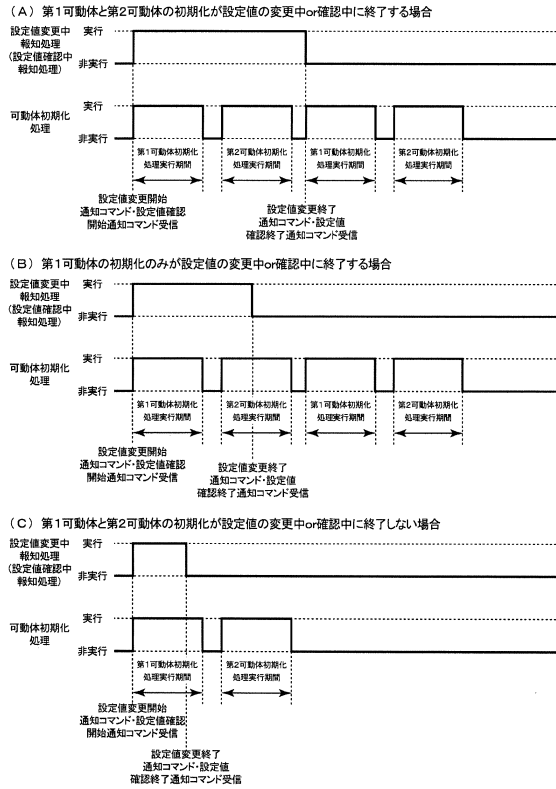 (A) 第1可動体と第2可動体の初期化が設定値の変更中or確認中に終了する場合
設定値変更中
報知処理
(設定値確認中
報知処理)
実行
非実行
可動体初期化
処理
実行
非実行
第1可動体初期化
処理実行期間
第2可動体初期化
処理実行期間
第1可動体初期化
処理実行期間
第2可動体初期化
処理実行期間
設定値変更開始
通知コマンド・設定値確認
開始通知コマンド受信
設定値変更終了
通知コマンド・設定値
確認終了通知コマンド受信
(B) 第1可動体の初期化のみが設定値の変更中or確認中に終了する場合
設定値変更中
報知処理
(設定値確認中
報知処理)
実行
非実行
可動体初期化
処理
実行
非実行
第1可動体初期化
処理実行期間
第2可動体初期化
処理実行期間
第1可動体初期化
処理実行期間
第2可動体初期化
処理実行期間
設定値変更開始
通知コマンド・設定値確認
開始通知コマンド受信
設定値変更終了
通知コマンド・設定値
確認終了通知コマンド受信
(C) 第1可動体と第2可動体の初期化が設定値の変更中or確認中に終了しない場合
設定値変更中
報知処理
(設定値確認中
報知処理)
実行
非実行
可動体初期化
処理
実行
非実行
第1可動体初期化
処理実行期間
第2可動体初期化
処理実行期間
設定値変更開始
通知コマンド・設定値確認
開始通知コマンド受信
設定値変更終了
通知コマンド・設定値
確認終了通知コマンド受信